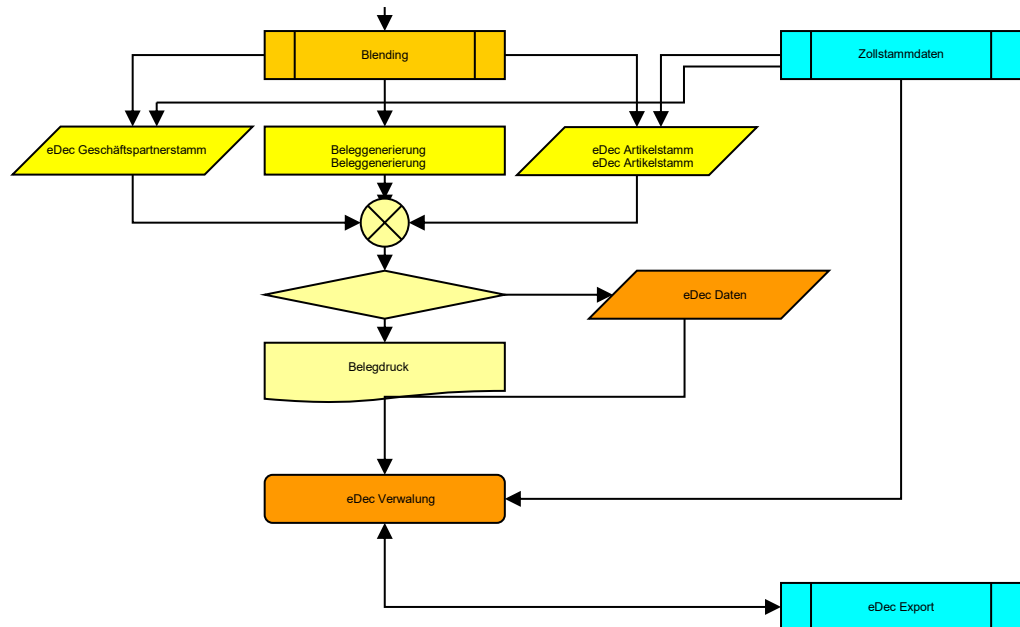 Blending
Zollstammdaten
eDec Geschäftspartnerstamm
Beleggenerierung
Beleggenerierung
eDec Artikelstamm
eDec Artikelstamm
eDec Daten
Belegdruck
eDec Verwalung
eDec Export